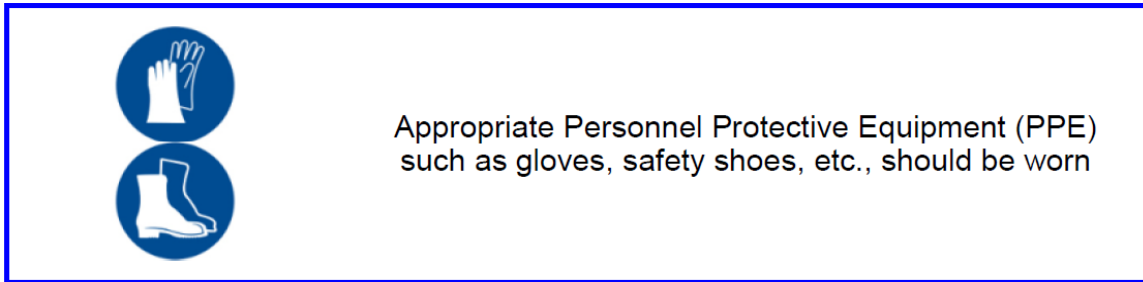 Appropriate Personnel Protective Equipment (PPE)
such as gloves, safety shoes, etc., should be worn